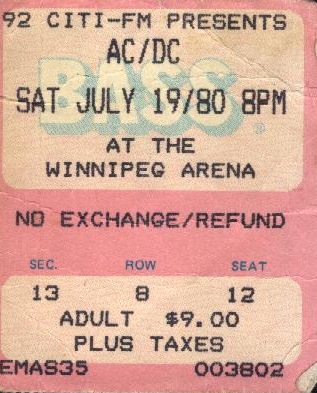 92 CITI-FM PRESENTS
AC/DC
BASS
SAT JULY 19/80 8PM
AT THE
WINNIPEG ARENA
NO EXCHANGE/REFUND
SEC. ROW SEAT
13 8 12
ADULT $9.00
PLUS TAXES
EMAS35 003802